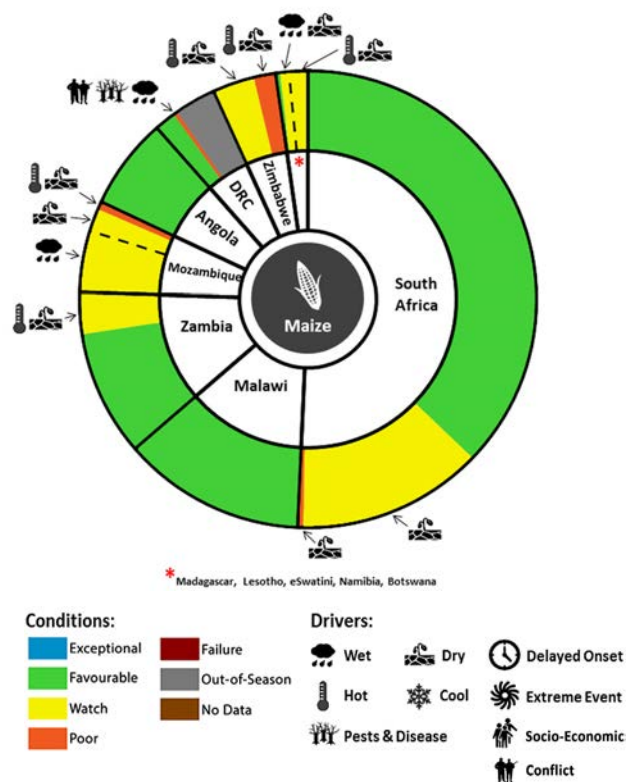 Maize
South
Africa
Malawi
Zambia
Mozambique
Angola
DRC
Zimbabwe
*
*Madagascar, Lesotho, eSwatini, Namibia, Botswana
Conditions:
Exceptional
Favourable
Watch
Poor
Failure
Out-of-Season
No Data
Drivers:
Wet
Dry
Delayed Onset
Hot
Cool
Extreme Event
Pests & Disease
Socio-Economic
Conflict